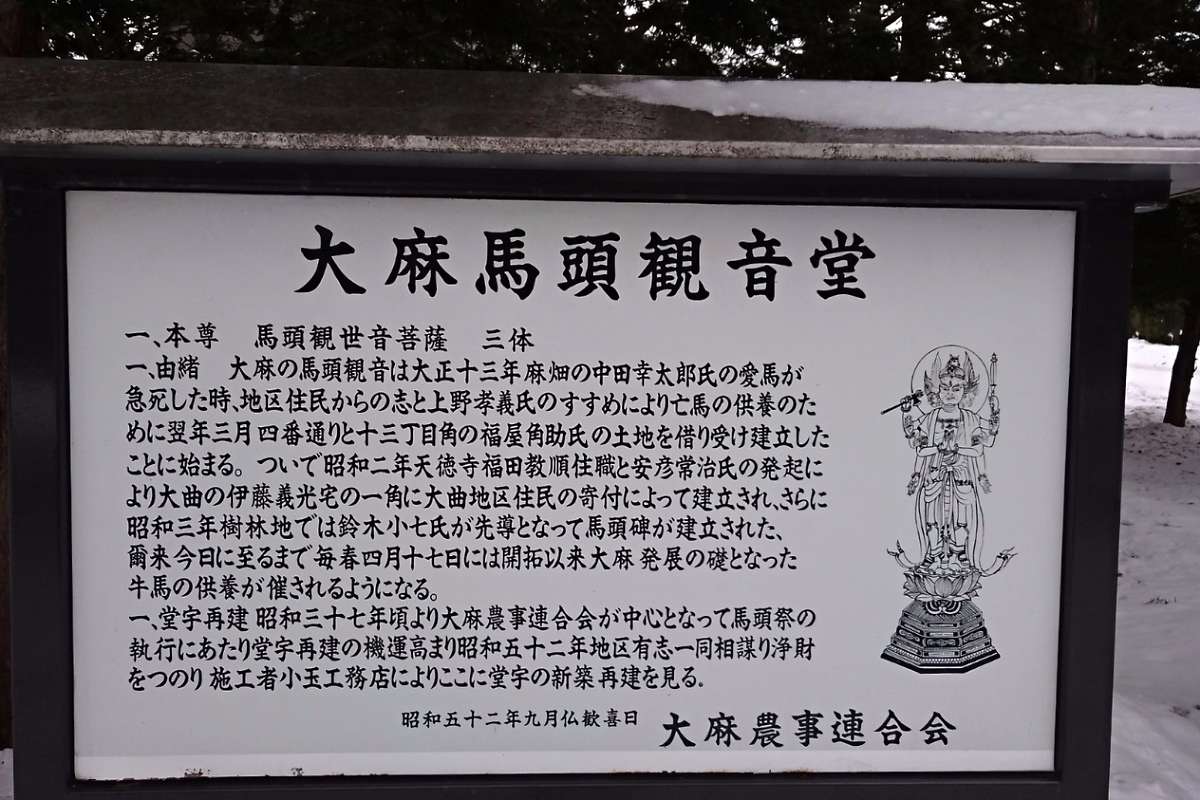 大麻馬頭観音堂
一、本尊　馬頭観世音菩薩　三体
一、由緒　大麻の馬頭観音は大正十三年麻畑の中田幸太郎氏の愛馬が
急死した時、地区住民からの志と上野孝義氏のすすめにより亡馬の供養のた
めに翌年三月四番通りと十三丁目角の福屋角助氏の土地を借り受け建立した
ことに始まる。ついで昭和二年天徳寺福田教順住職と安彦常治氏の発起に
より大曲の伊藤義光宅の一角に大曲地区住民の寄付によって建立され、さらに
昭和三年樹林地では鈴木小七氏が先導となって馬頭碑が建立された、
爾来今日に至るまで毎春四月十七日には開拓以来大麻発展の礎となった
牛馬の供養が催されるようになる。
一、堂宇再建 昭和三十七年頃より大麻農事連合会が中心となって馬頭祭の
執行にあたり堂宇再建の機運高まり昭和五十二年地区有志一同相謀り浄財
をつのり施工者小玉工務店によりここに堂宇の新築再建を見る。
昭和五十二年九月仏歓喜日　大麻農事連合会